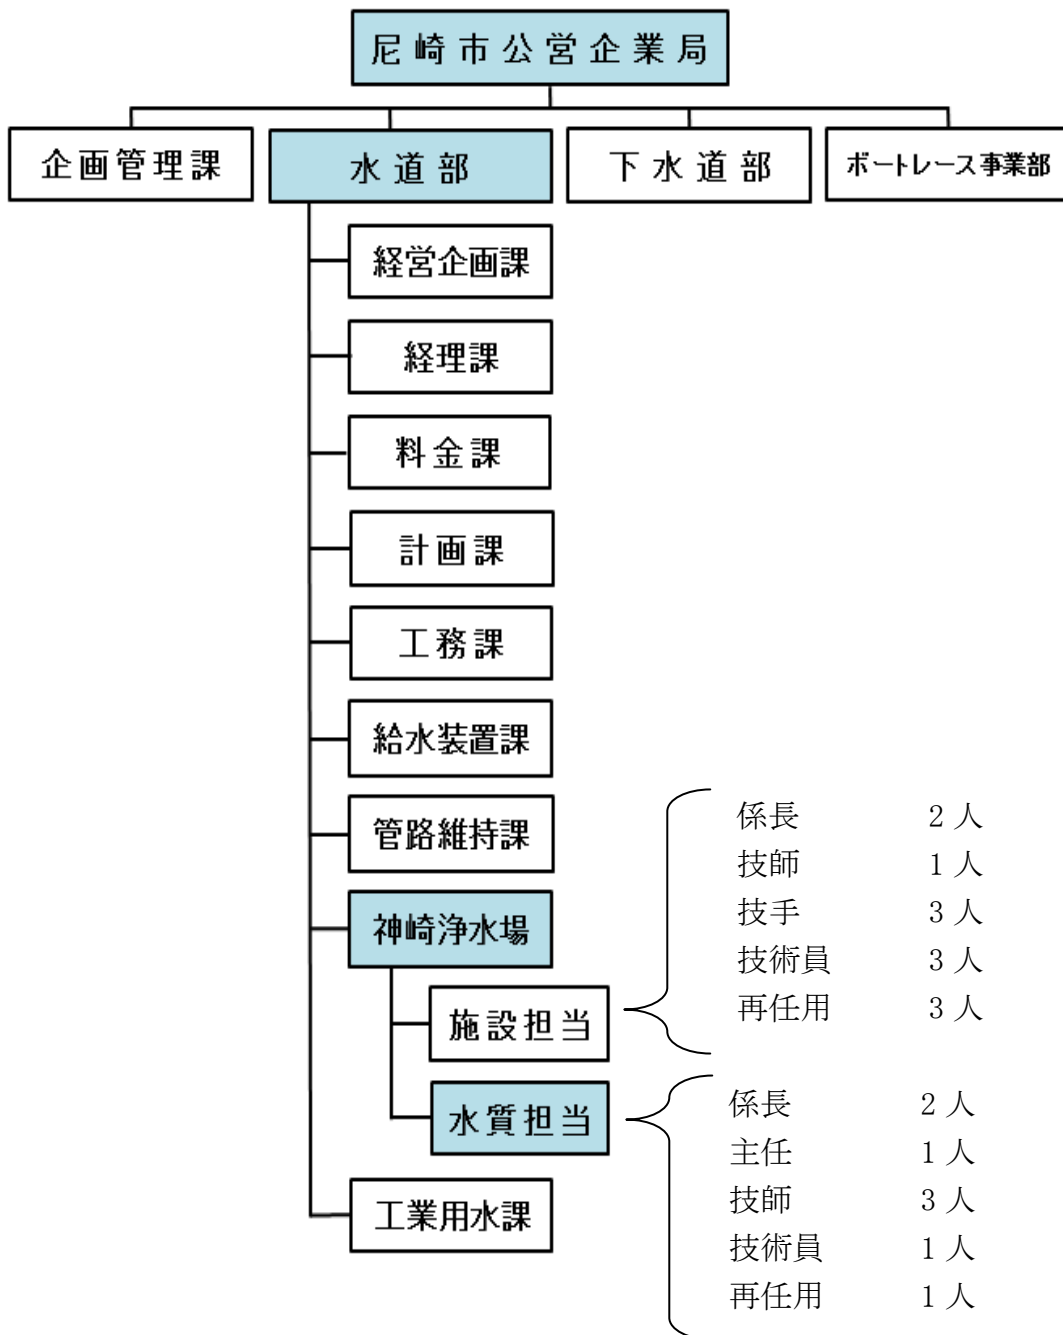 尼崎市公営企業局
企画管理課
水道部
下水道部
ボートレース事業部
経営企画課
経理課
料金課
計画課
工務課
給水装置課
管路維持課
神崎浄水場
施設担当
係長 2人
技師 1人
技手 3人
技術員 3人
再任用 3人
水質担当
係長 2人
主任 1人
技師 3人
技術員 1人
再任用 1人
工業用水課